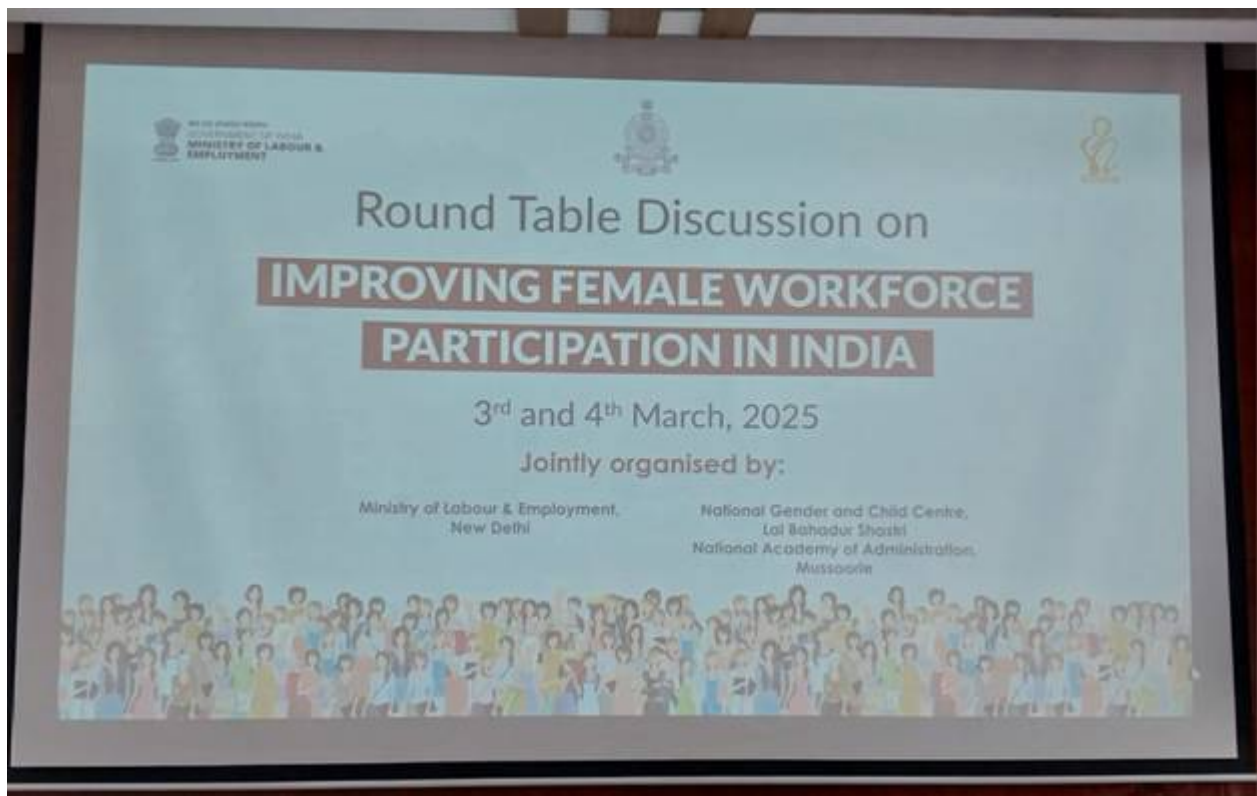 GOVERNMENT OF INDIA
MINISTRY OF LABOUR &
EMPLOYMENT
Round Table Discussion on
IMPROVING FEMALE WORKFORCE
PARTICIPATION IN INDIA
3rd and 4th March, 2025
Jointly organised by:
Ministry of Labour & Employment,
New Delhi
National Gender and Child Centre,
Lal Bahadur Shastri
National Academy of Administration,
Mussoorie